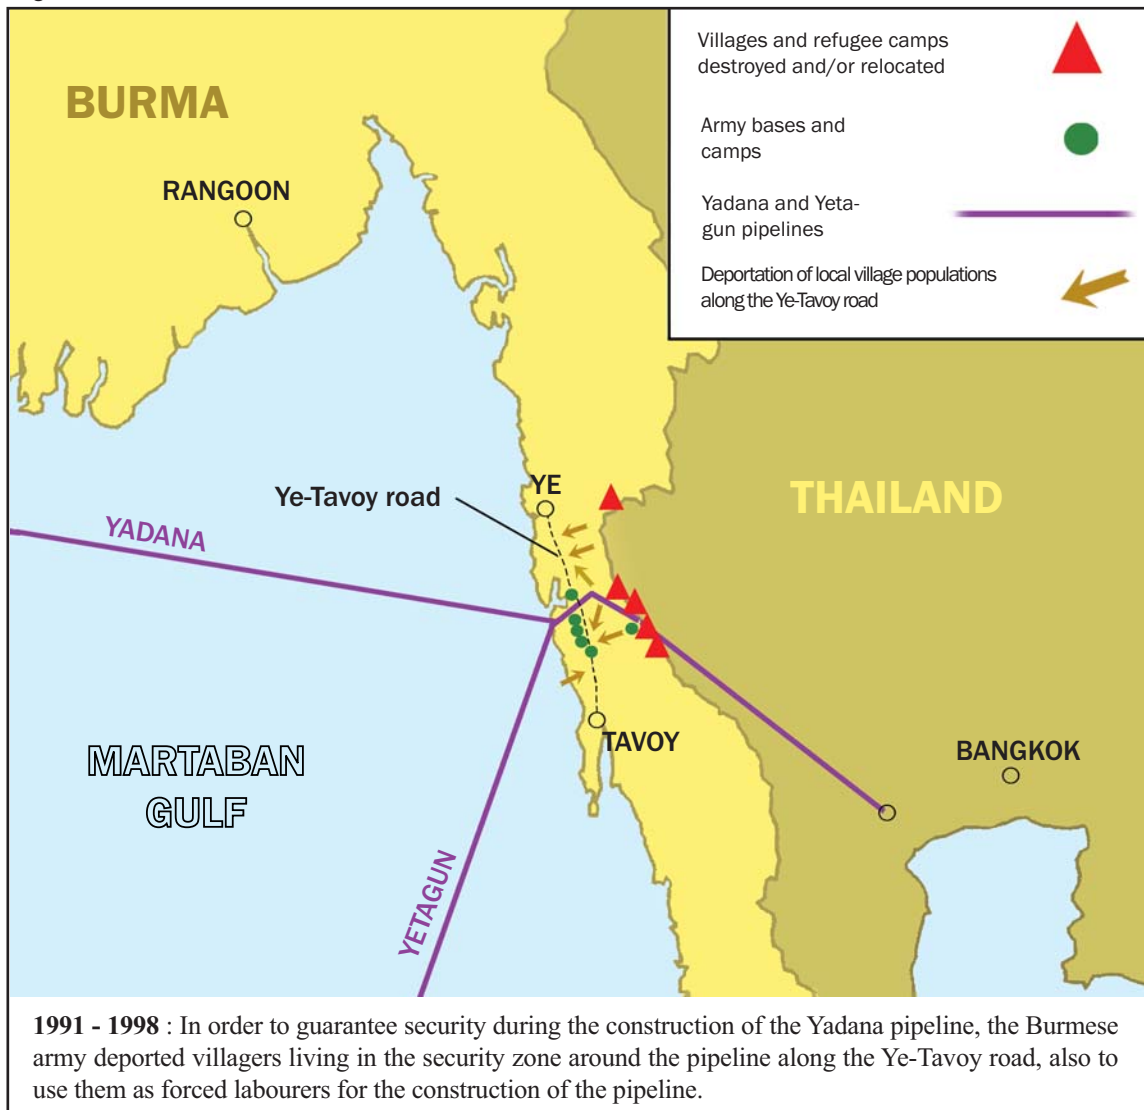 Villages and refugee camps
destroyed and/or relocated
Army bases and
camps
Yadana and Yeta-
gun pipelines
Deportation of local village populations
along the Ye-Tavoy road
BURMA
RANGOON
YE
Ye-Tavoy road
THAILAND
YADANA
TAVOY
BANGKOK
MARTABAN
GULF
YETAGUN
1991 - 1998 : In order to guarantee security during the construction of the Yadana pipeline, the Burmese
army deported villagers living in the security zone around the pipeline along the Ye-Tavoy road, also to
use them as forced labourers for the construction of the pipeline.